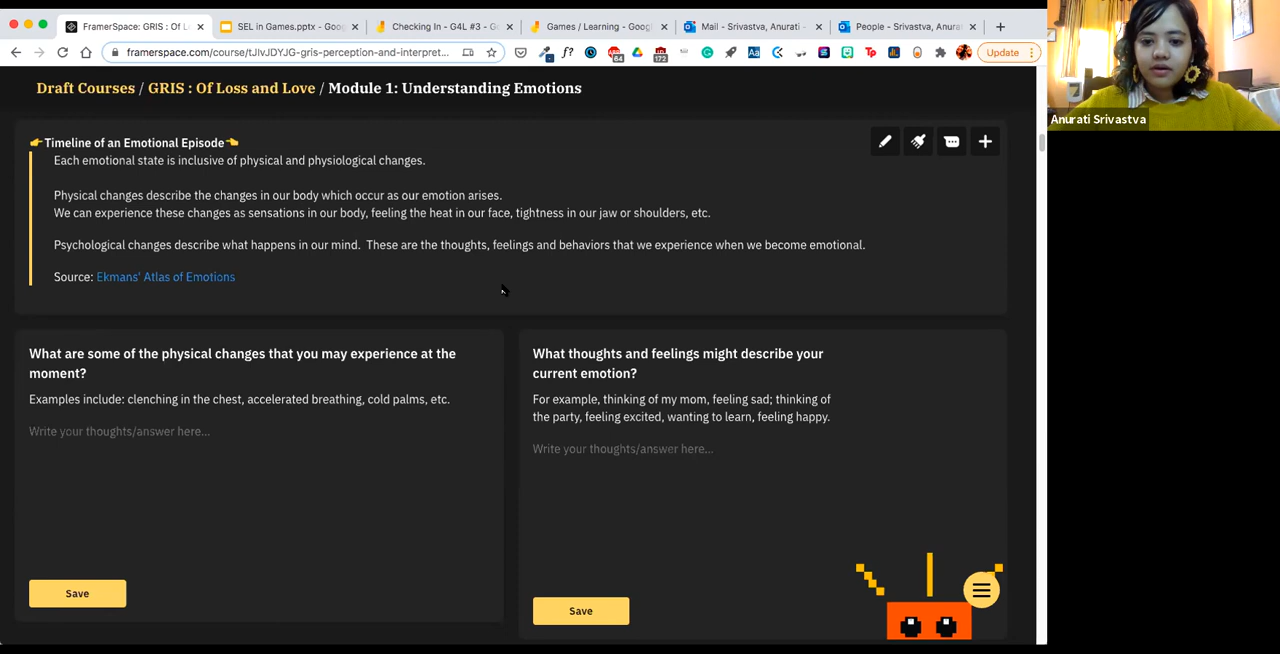 FramerSpace: GRIS : Of L
SEL in Games.pptx - Goo
Checking In - G4L #3 - Go
Games / Learning - Googl
Mail - Srivastva, Anurati -
People - Srivastva, Anurat
framerspace.com/course/tJlvJDYJG-gris-perception-and-interpret...
f?
64
172
Aa
Tp
Update
Anurati Srivastva
Draft Courses / GRIS : Of Loss and Love / Module 1: Understanding Emotions
👉Timeline of an Emotional Episode👈
Each emotional state is inclusive of physical and physiological changes.
Physical changes describe the changes in our body which occur as our emotion arises.
We can experience these changes as sensations in our body, feeling the heat in our face, tightness in our jaw or shoulders, etc.
Psychological changes describe what happens in our mind.  These are the thoughts, feelings and behaviors that we experience when we become emotional.
Source: Ekmans' Atlas of Emotions
What are some of the physical changes that you may experience at the
moment?
Examples include: clenching in the chest, accelerated breathing, cold palms, etc.
Write your thoughts/answer here...
Save
What thoughts and feelings might describe your
current emotion?
For example, thinking of my mom, feeling sad; thinking of
the party, feeling excited, wanting to learn, feeling happy.
Write your thoughts/answer here...
Save